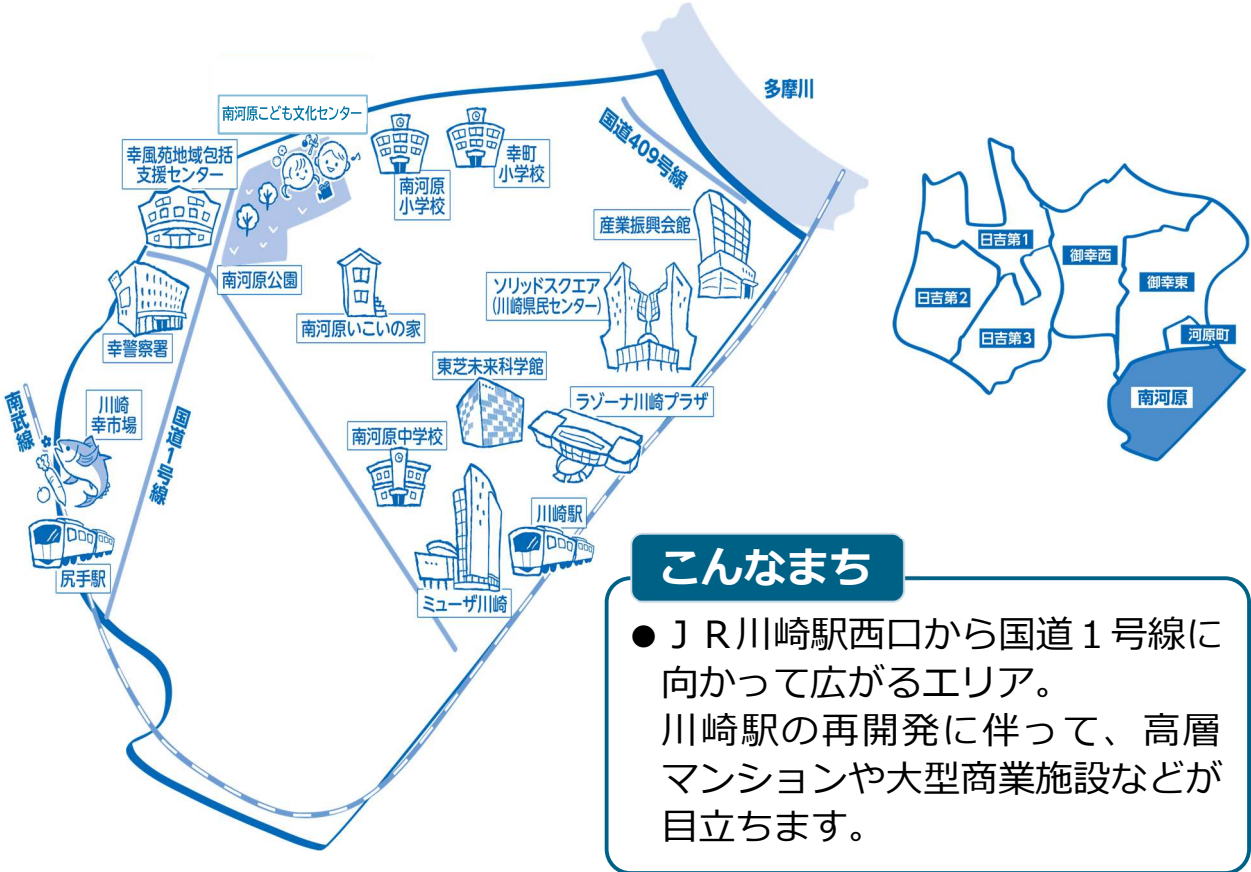 多摩川
国道409号線
南河原こども文化センター
幸風苑地域包括
支援センター
南河原
小学校
幸町
小学校
産業振興会館
南河原公園
ソリッドスクエア
(川崎県民センター)
南河原いこいの家
幸警察署
東芝未来科学館
ラゾーナ川崎プラザ
南武線
川崎
幸市場
国道1号線
南河原中学校
川崎駅
尻手駅
ミューザ川崎
日吉第1
御幸西
日吉第2
御幸東
日吉第3
河原町
南河原
こんなまち
●ＪＲ川崎駅西口から国道１号線に
向かって広がるエリア。
川崎駅の再開発に伴って、高層
マンションや大型商業施設などが
目立ちます。